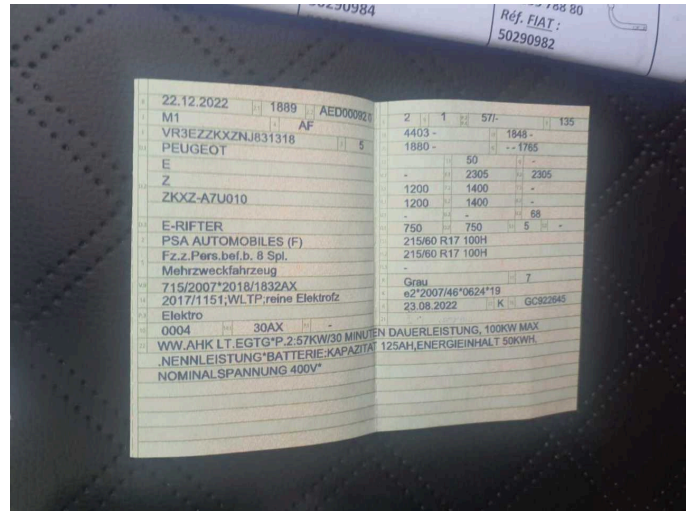 50290984
Réf. FIAT :
50290982
22.12.2022 1889 AED000920
M1 AF
VR3EZZKXZNJ831318 5
PEUGEOT
E
Z
ZKXZ-A7U010
E-RIFTER
PSA AUTOMOBILES (F)
Fz.z.Pers.bef.b. 8 Spl.
Mehrzweckfahrzeug
715/2007*2018/1832AX
2017/1151;WLTP;reine Elektrofz
Elektro
0004 30AX -
WW.AHK LT.EGTG*P.2:57KW/30 MINUTEN DAUERLEISTUNG, 100KW MAX
.NENNLEISTUNG*BATTERIE:KAPAZITAT 125AH,ENERGIEINHALT 50KWH.
NOMINALSPANNUNG 400V*
2 1 57/- 135
4403 - 1848 -
1880 - - - 1765
50 -
- 2305 2305
1200 1400 -
1200 1400 -
- - 68
750 750 5 -
215/60 R17 100H
215/60 R17 100H
-
-
Grau 7
e2*2007/46*0624*19
23.08.2022 K GC922645